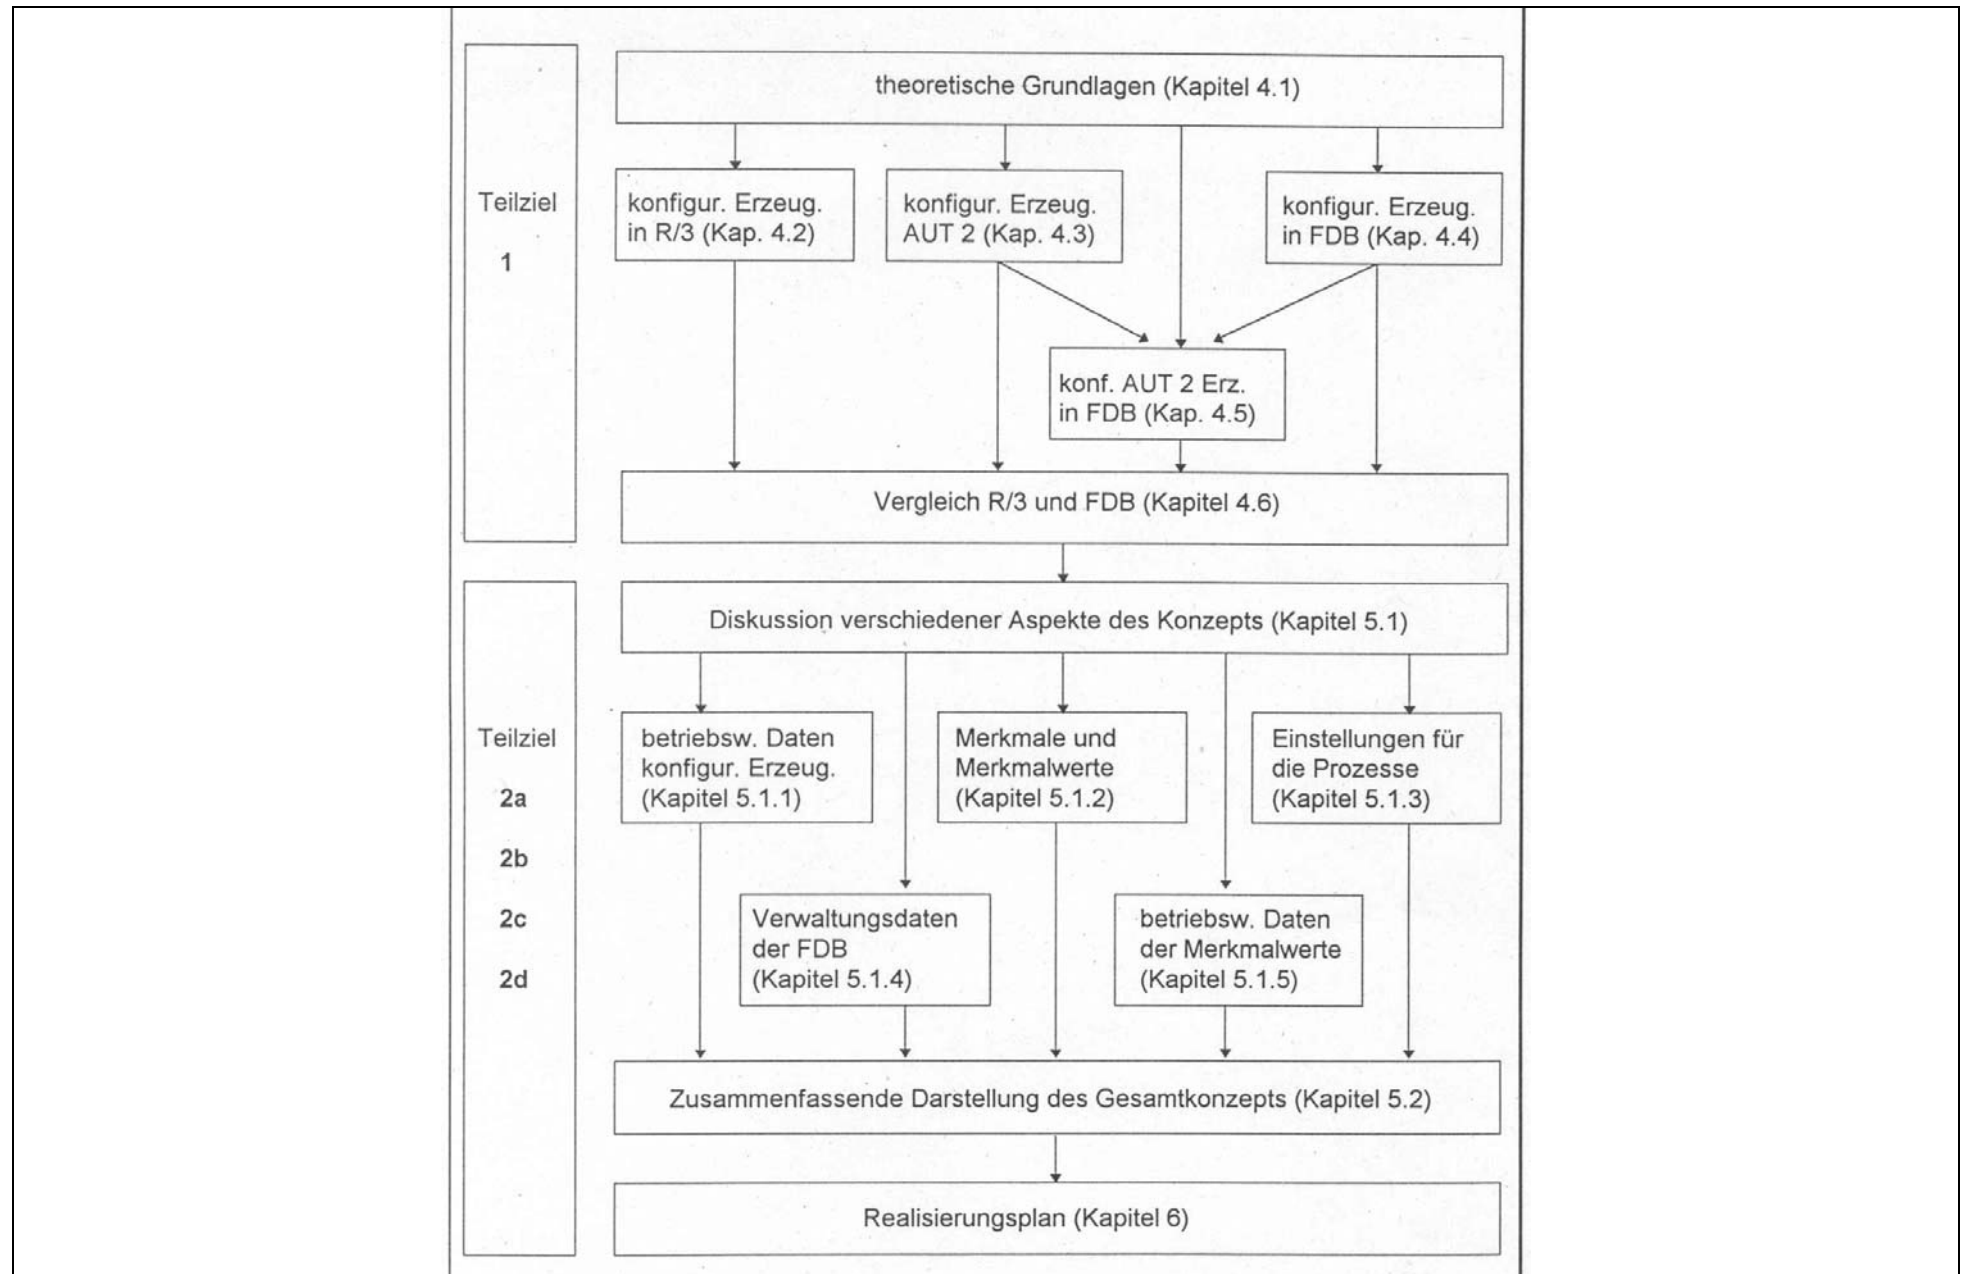 theoretische Grundlagen (Kapitel 4.1)
Teilziel
1
konfigur. Erzeug.
in R/3 (Kap. 4.2)
konfigur. Erzeug.
AUT 2 (Kap. 4.3)
konfigur. Erzeug.
in FDB (Kap. 4.4)
konf. AUT 2 Erz.
in FDB (Kap. 4.5)
Vergleich R/3 und FDB (Kapitel 4.6)
Diskussion verschiedener Aspekte des Konzepts (Kapitel 5.1)
Teilziel
2a
2b
2c
2d
betriebsw. Daten
konfigur. Erzeug.
(Kapitel 5.1.1)
Merkmale und
Merkmalwerte
(Kapitel 5.1.2)
Einstellungen für
die Prozesse
(Kapitel 5.1.3)
Verwaltungsdaten
der FDB
(Kapitel 5.1.4)
betriebsw. Daten
der Merkmalwerte
(Kapitel 5.1.5)
Zusammenfassende Darstellung des Gesamtkonzepts (Kapitel 5.2)
Realisierungsplan (Kapitel 6)